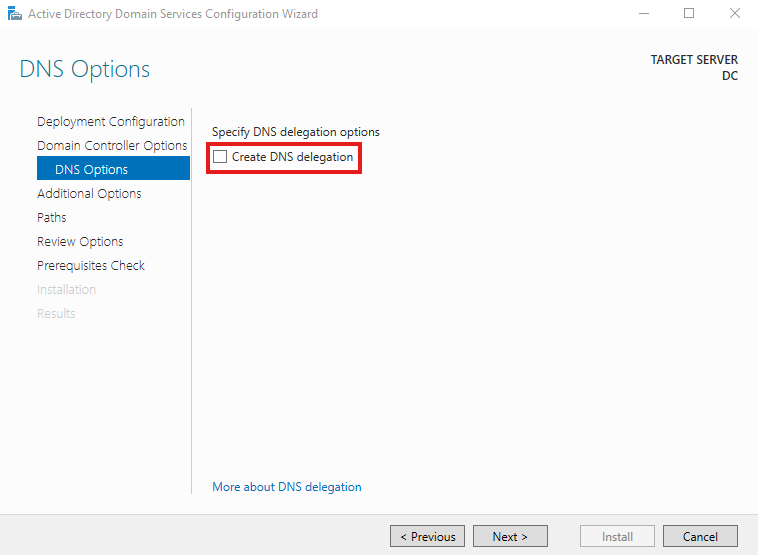 Active Directory Domain Services Configuration Wizard
DNS Options
TARGET SERVER
DC
Deployment Configuration
Domain Controller Options
DNS Options
Additional Options
Paths
Review Options
Prerequisites Check
Installation
Results
Specify DNS delegation options
Create DNS delegation
More about DNS delegation
< Previous
Next >
Install
Cancel